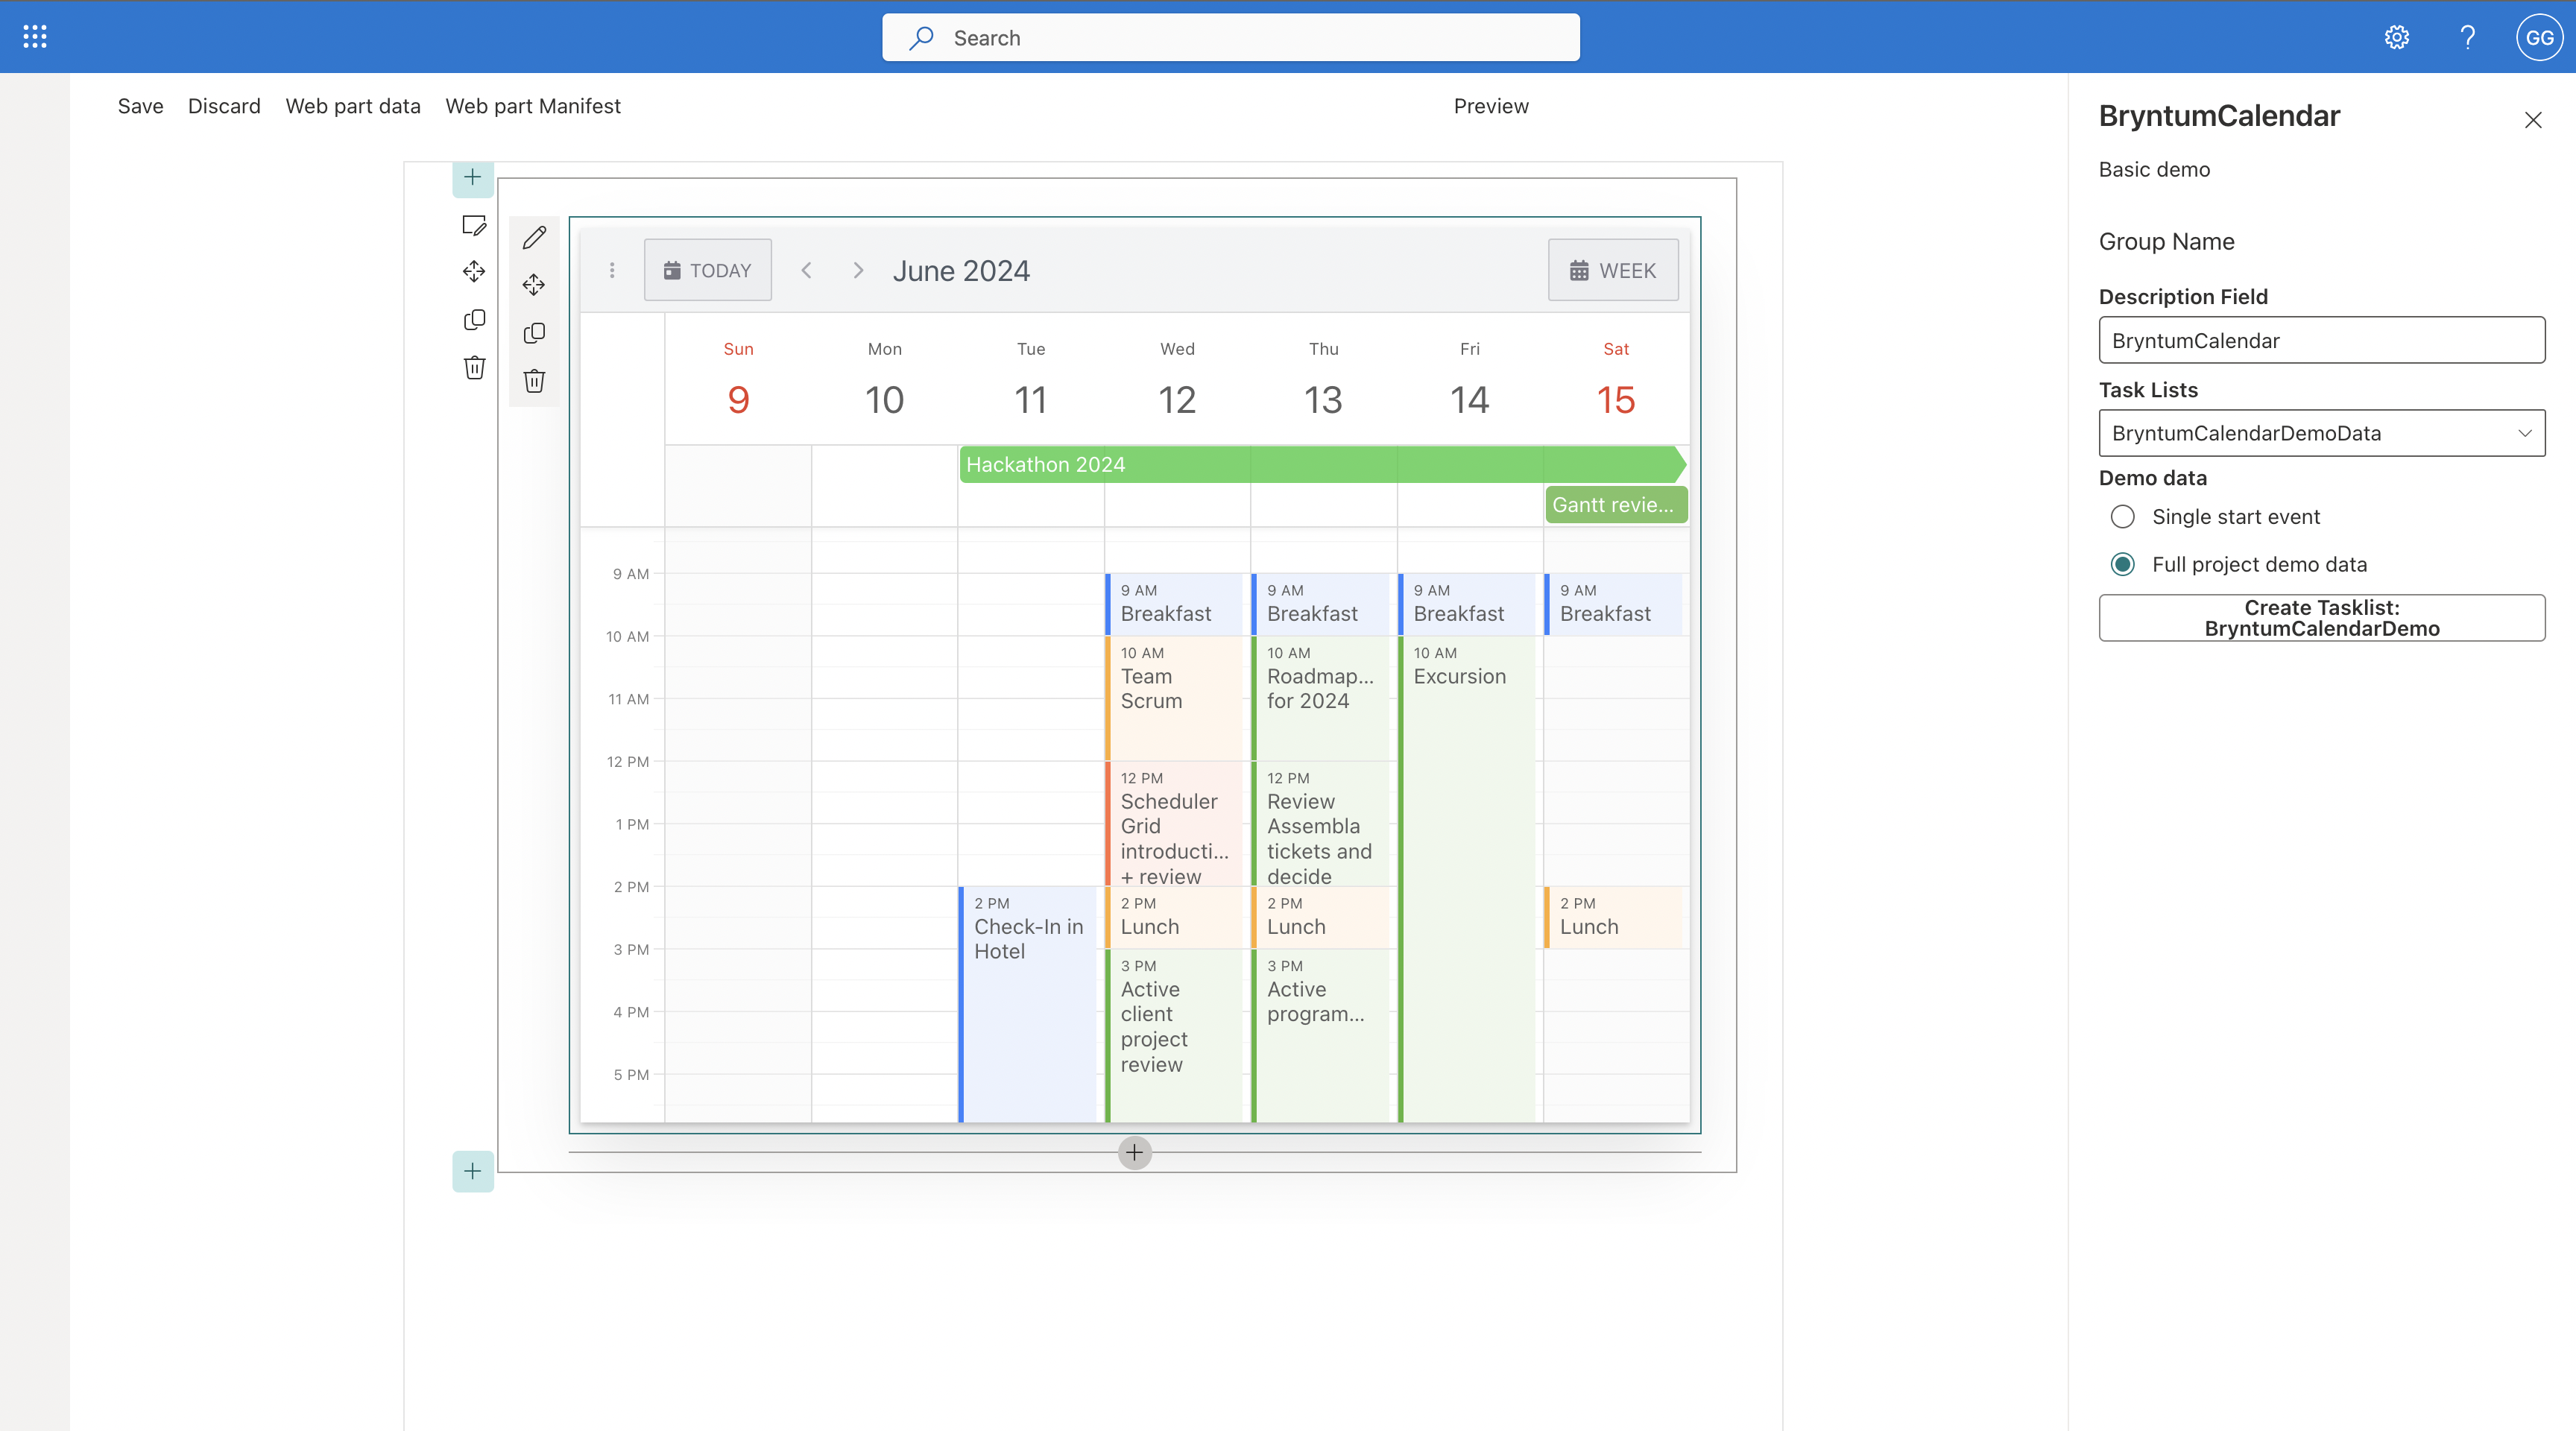 Search
GG
Save Discard Web part data Web part Manifest Preview
TODAY June 2024 WEEK
Sun Mon Tue Wed Thu Fri Sat
9 10 11 12 13 14 15
Hackathon 2024
Gantt revie...
9 AM
10 AM
11 AM
12 PM
1 PM
2 PM
3 PM
4 PM
5 PM
2 PM
Check-In in
Hotel
9 AM
Breakfast
10 AM
Team
Scrum
12 PM
Scheduler
Grid
introducti...
+ review
2 PM
Lunch
3 PM
Active
client
project
review
9 AM
Breakfast
10 AM
Roadmap...
for 2024
12 PM
Review
Assembla
tickets and
decide
2 PM
Lunch
3 PM
Active
program...
9 AM
Breakfast
10 AM
Excursion
9 AM
Breakfast
2 PM
Lunch
BryntumCalendar
Basic demo
Group Name
Description Field
BryntumCalendar
Task Lists
BryntumCalendarDemoData
Demo data
Single start event
Full project demo data
Create Tasklist:
BryntumCalendarDemo